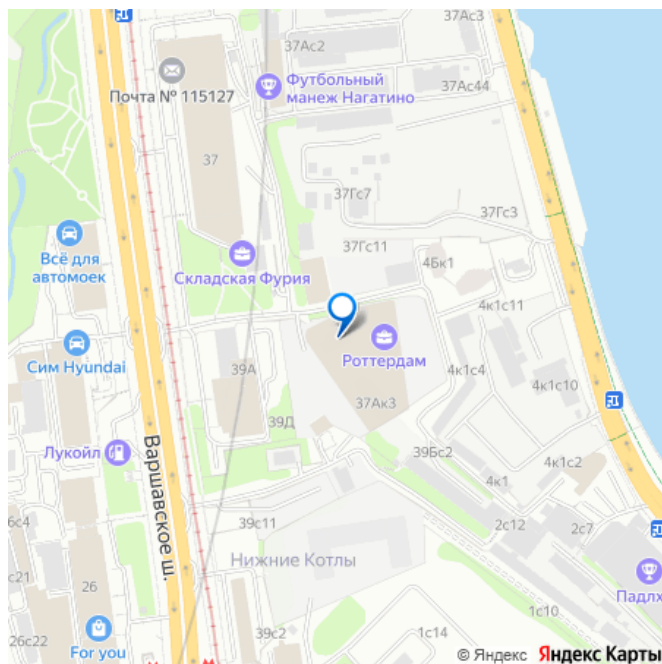 37Ас3
37Ас2
Футбольный
манеж Нагатино
37Ас44
Почта № 115127
37
37Гс7
37Гс3
37Гс11
4Бк1
Всё для
автомоек
Складская Фурия
4к1с11
Сим Hyundai
Роттердам
39А
4к1с4
4к1с10
37Ак3
39Д
Варшавское ш.
Лукойл
39Бс2
4к1с2
4к1
26с4
39с11
2с12
2с7
Нижние Котлы
с21
26
Падлх
1с10
For you
26с22
39с2
1с14
© Яндекс Яндекс Карты